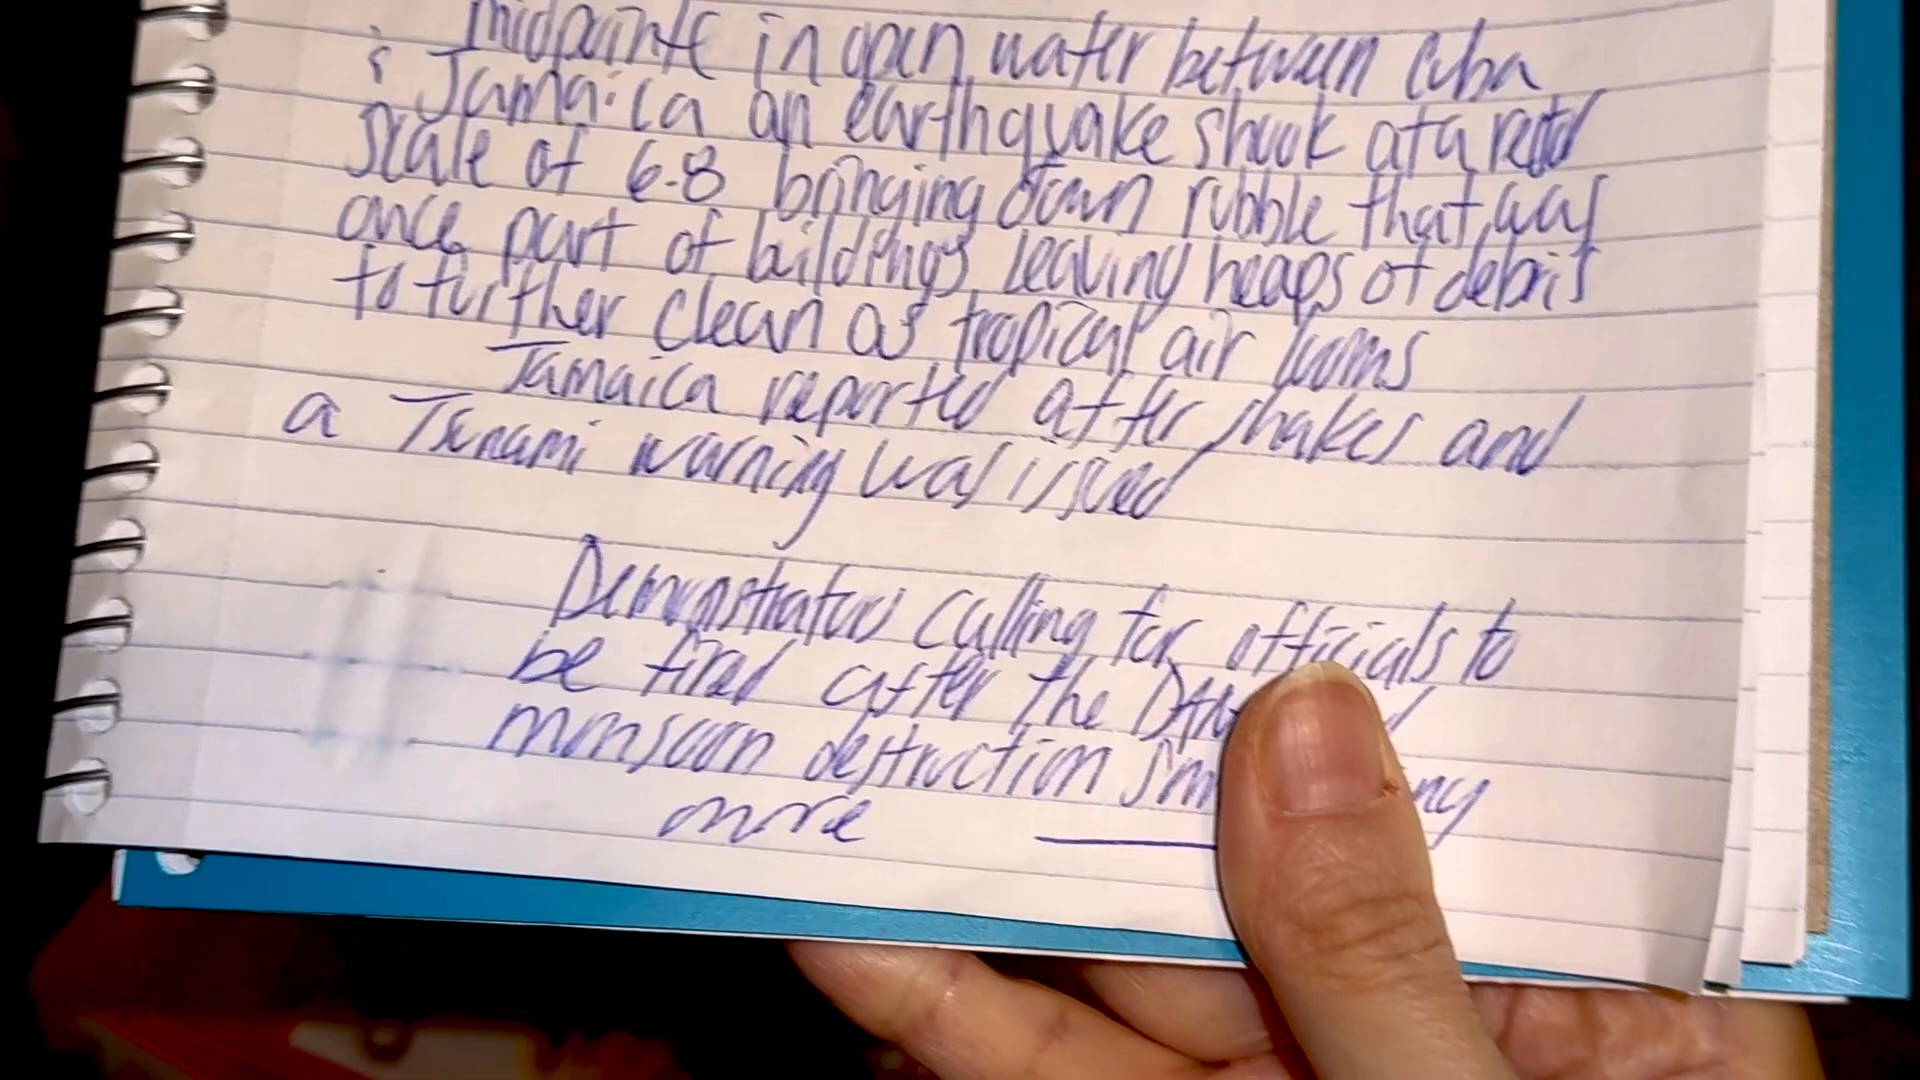 midpointe in open water between Cuba
& Jamaica an earthquake shook at a
scale of 6.8 bringing down rubble that was
once part of buildings leaving heaps of debris
to further clean as tropical air looms
Jamaica reported after shakes and
a Tsunami warning was issued
Demonstrators calling for officials to
be fired after the
monsoon destruction
more